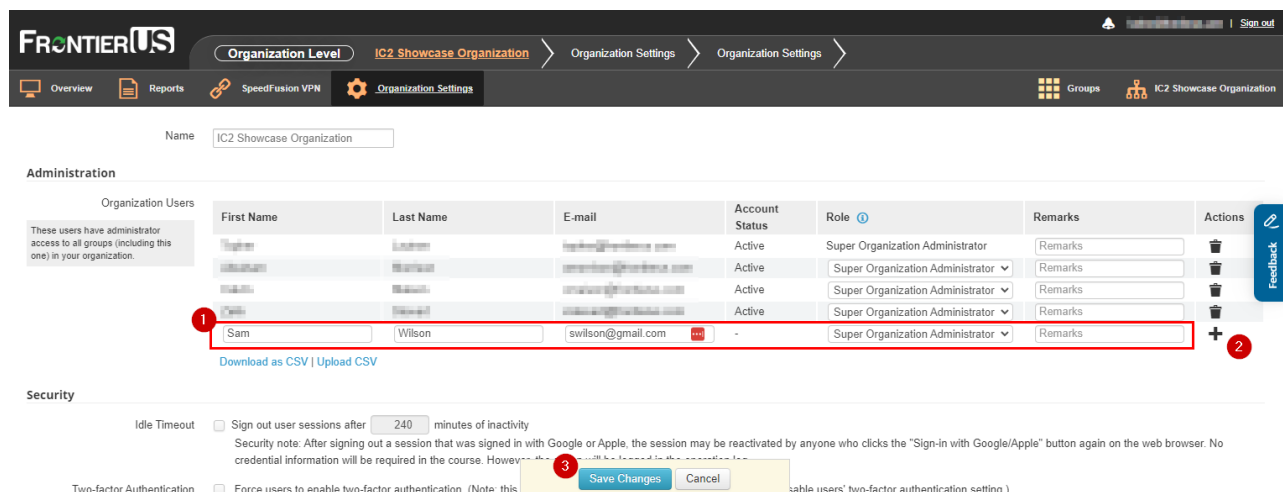 FRONTIER US
Sign out
Organization Level IC2 Showcase Organization Organization Settings Organization Settings
Overview Reports SpeedFusion VPN Organization Settings Groups IC2 Showcase Organization
Name IC2 Showcase Organization
Administration
Organization Users
These users have administrator
access to all groups (including this
one) in your organization.
First Name Last Name E-mail Account Status Role Remarks Actions
Active Super Organization Administrator Remarks
Active Super Organization Administrator Remarks
Active Super Organization Administrator Remarks
Active Super Organization Administrator Remarks
1
Sam Wilson swilson@gmail.com - Super Organization Administrator Remarks
2
Download as CSV | Upload CSV
Feedback
Security
Idle Timeout Sign out user sessions after 240 minutes of inactivity
Security note: After signing out a session that was signed in with Google or Apple, the session may be reactivated by anyone who clicks the "Sign-in with Google/Apple" button again on the web browser. No
credential information will be required in the course. However, the
3
Save Changes Cancel
Two-factor Authentication Force users to enable two-factor authentication. (Note: this users' two-factor authentication setting.)